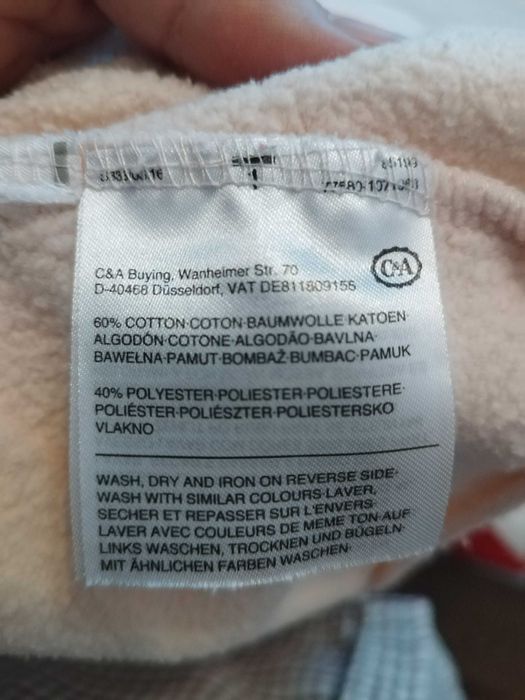 C&A
C&A Buying, Wanheimer Str. 70
D-40468 Düsseldorf, VAT DE811809155
60% COTTON·COTON·BAUMWOLLE·KATOEN·
ALGODÓN·COTONE·ALGODÃO·BAVLNA·
BAWEŁNA·PAMUT·BOMBAŽ·BUMBAC·PAMUK
40% POLYESTER·POLIESTER·POLIESTERE·
POLIÉSTER·POLIÉSZTER·POLIESTERSKO
VLAKNO
WASH, DRY AND IRON ON REVERSE SIDE·
WASH WITH SIMILAR COLOURS·LAVER,
SECHER ET REPASSER SUR L'ENVERS·
LAVER AVEC COULEURS DE MEME TON·AUF
LINKS WASCHEN, TROCKNEN UND BÜGELN·
MIT ÄHNLICHEN FARBEN WASCHEN·